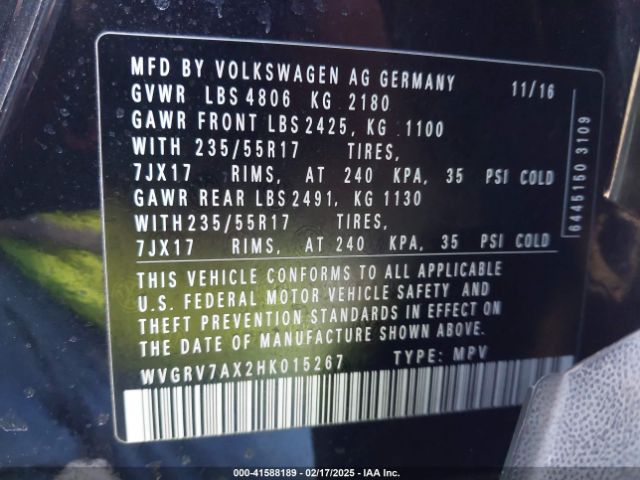 MFD BY VOLKSWAGEN AG GERMANY 11/16
GVWR LBS 4806 KG 2180
GAWR FRONT LBS 2425, KG 1100
WITH 235/55R17 TIRES,
7JX17 RIMS, AT 240 KPA, 35 PSI COLD
GAWR REAR LBS 2491, KG 1130
WITH 235/55R17 TIRES,
7JX17 RIMS, AT 240 KPA, 35 PSI COLD
THIS VEHICLE CONFORMS TO ALL APPLICABLE
U.S. FEDERAL MOTOR VEHICLE SAFETY AND
THEFT PREVENTION STANDARDS IN EFFECT ON
THE DATE OF MANUFACTURE SHOWN ABOVE.
WVGRV7AX2HK015267 TYPE: MPV
6445150 3109
000-41588189 - 02/17/2025 - IAA Inc.